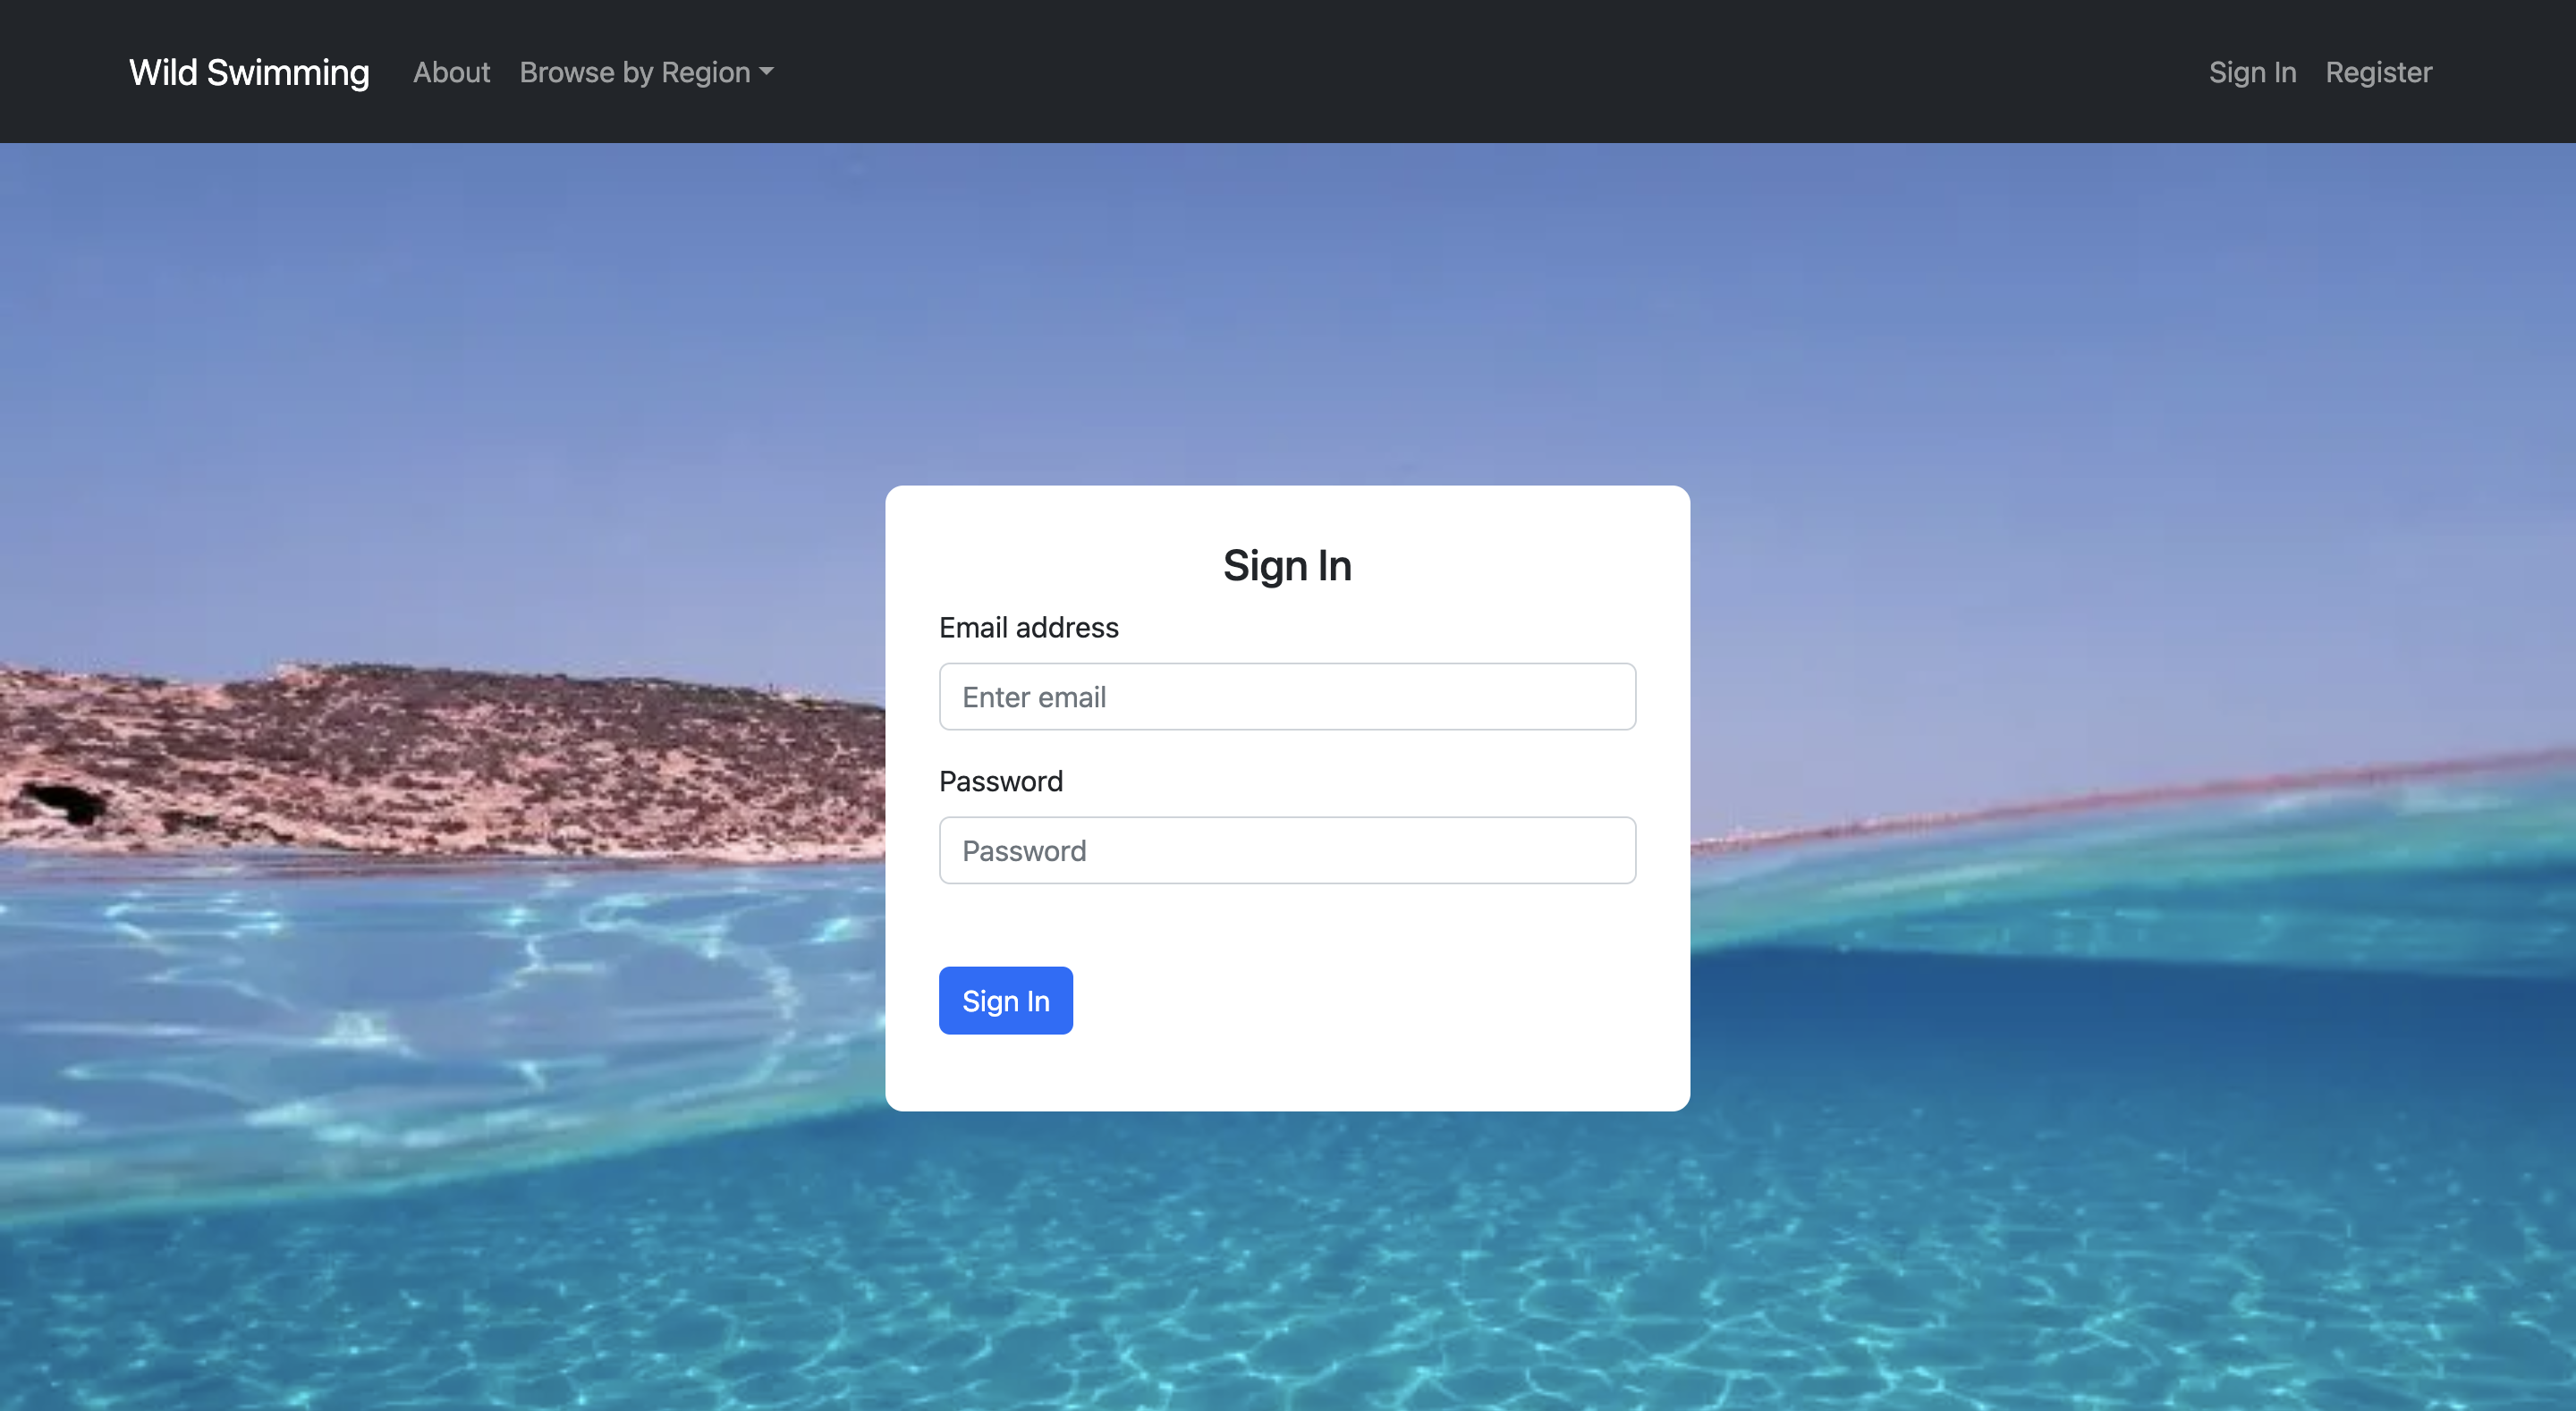 Wild Swimming About Browse by Region Sign In Register
Sign In
Email address
Enter email
Password
Password
Sign In